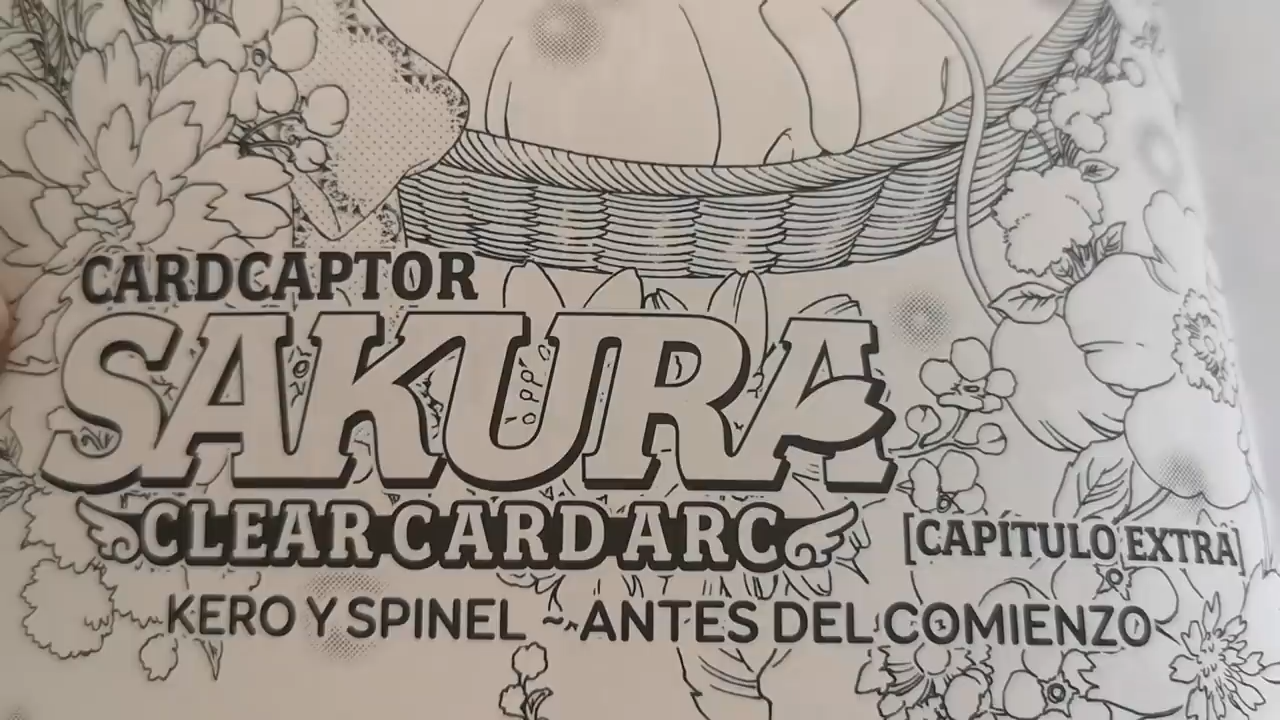 CARDCAPTOR
SAKURA
CLEAR CARD ARC
[CAPÍTULO EXTRA]
KERO Y SPINEL ~ ANTES DEL COMIENZO~